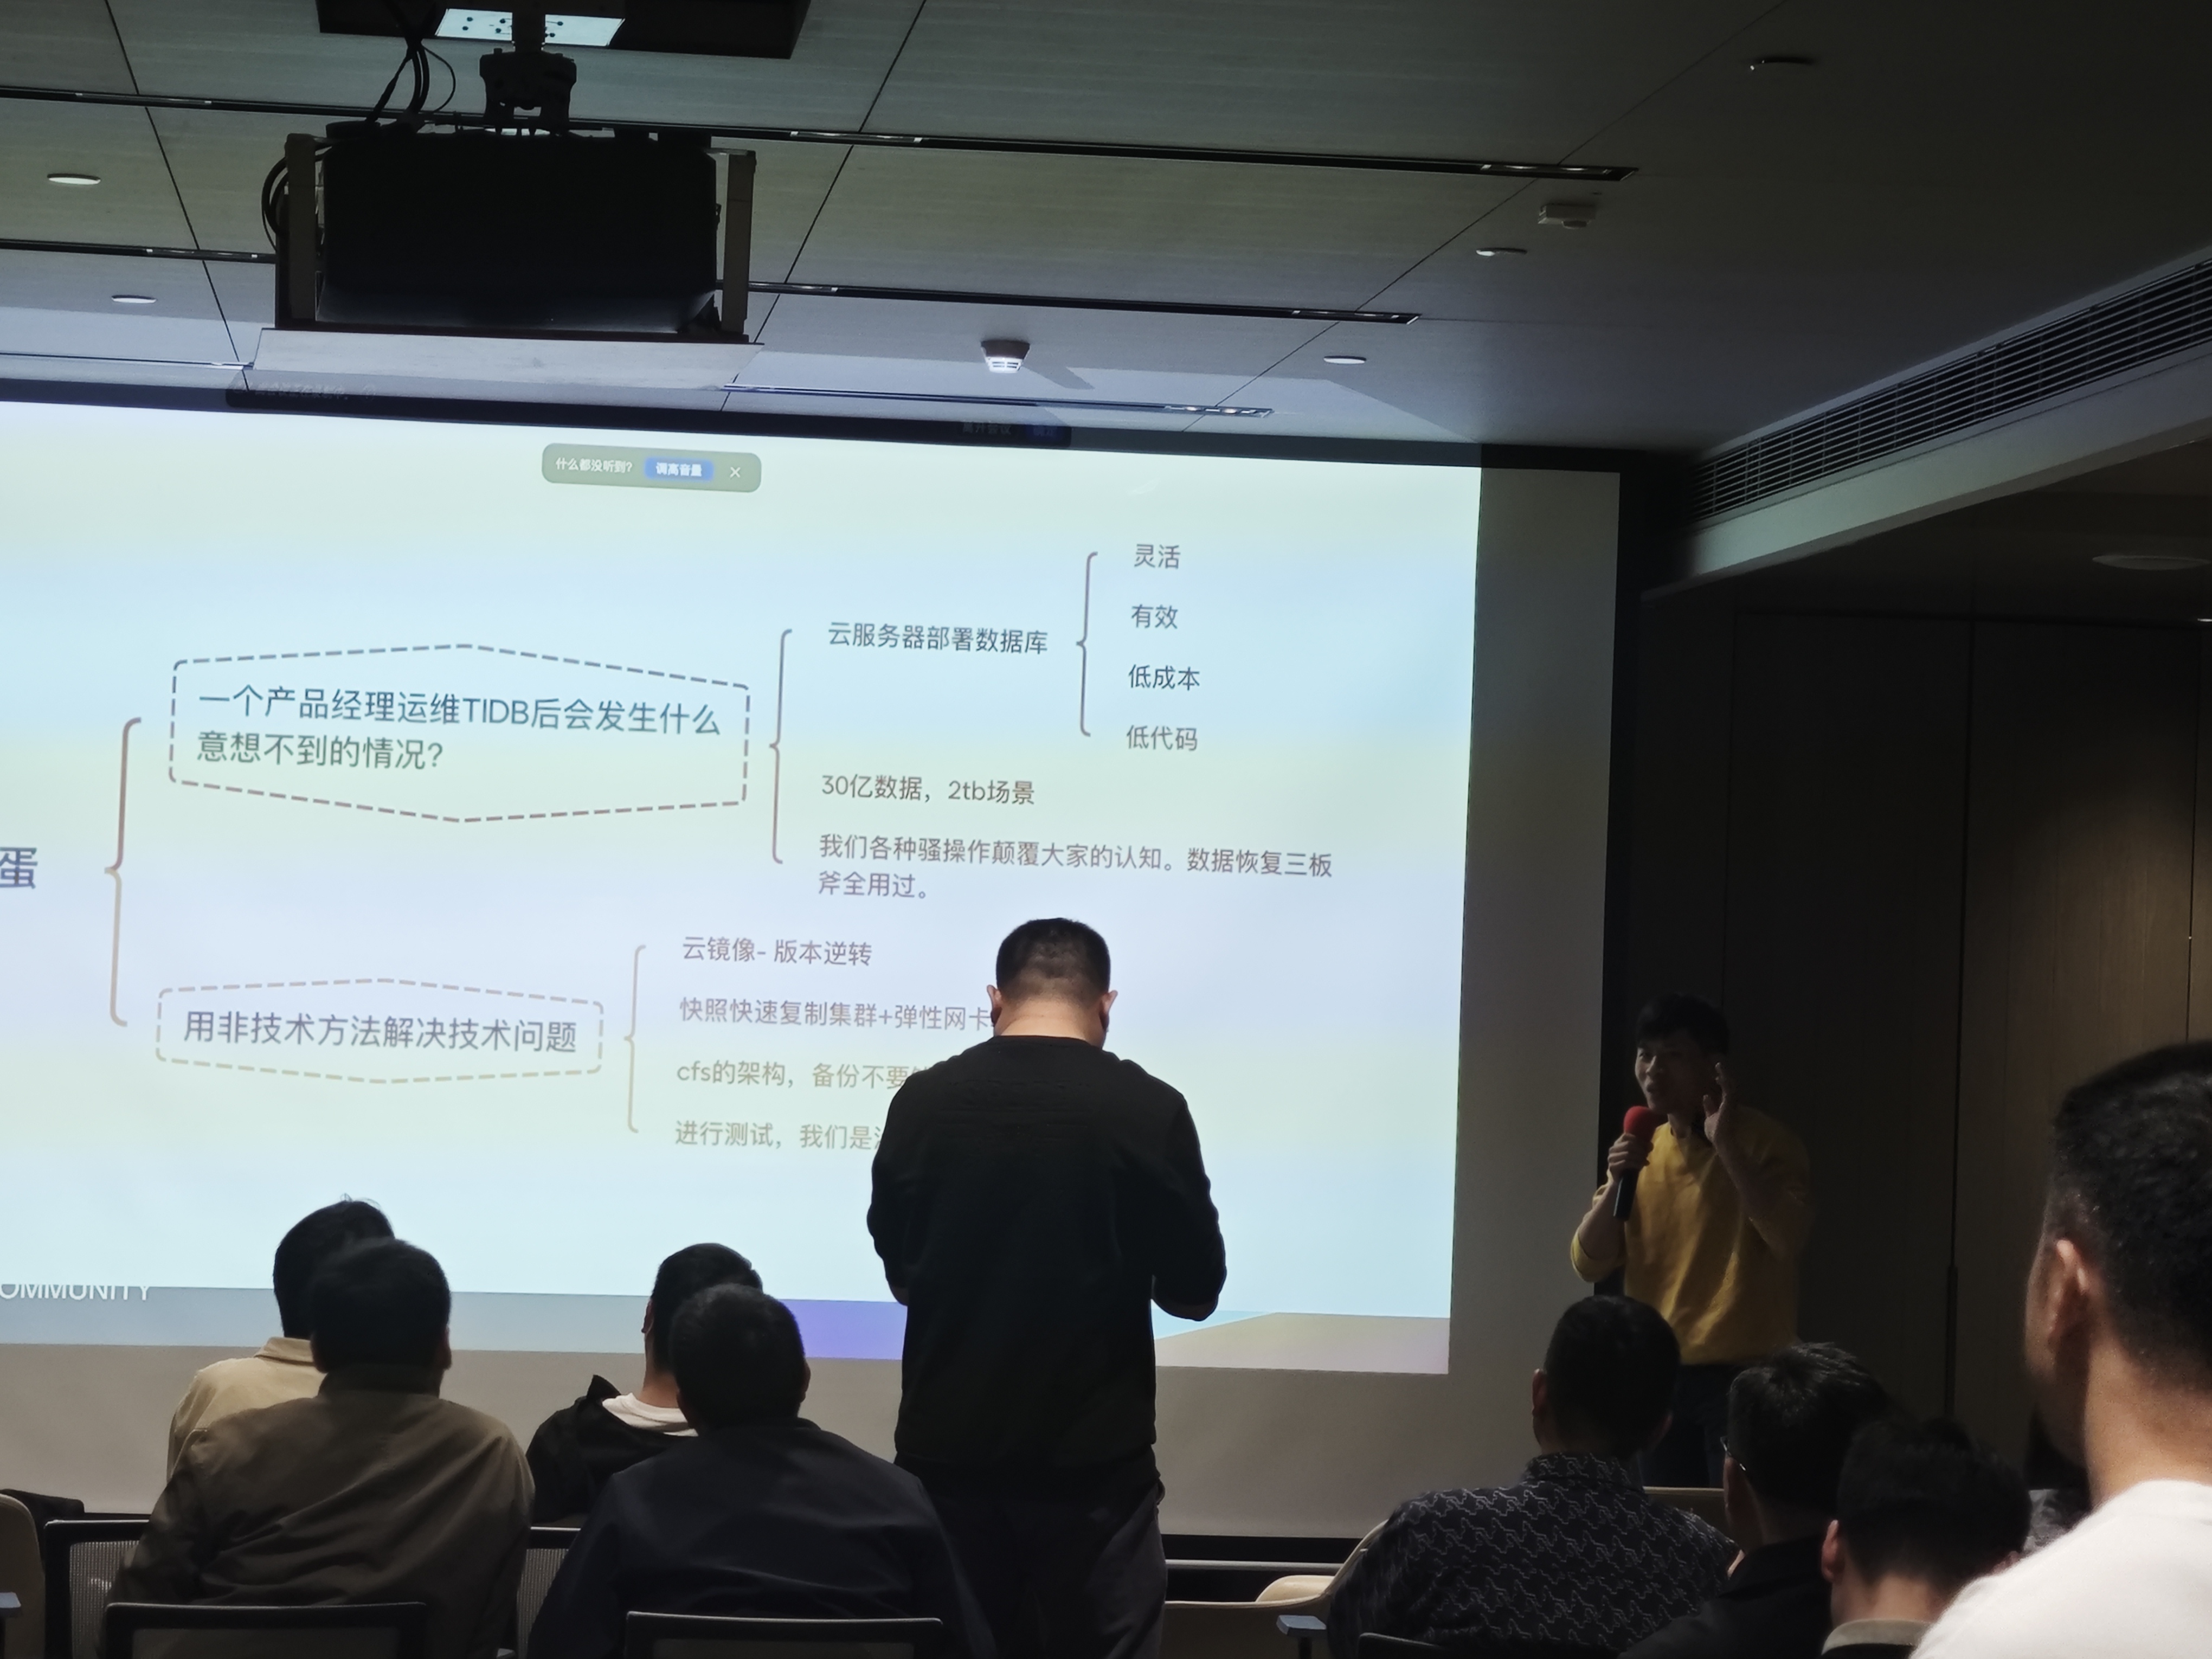 什么都没听到? 调高音量
灵活
有效
云服务器部署数据库
低成本
低代码
一个产品经理运维TIDB后会发生什么
意想不到的情况?
30亿数据，2tb场景
我们各种骚操作颠覆大家的认知。数据恢复三板
斧全用过。
蛋
云镜像- 版本逆转
快照快速复制集群+弹性网卡
用非技术方法解决技术问题
cfs的架构，备份不要
进行测试，我们是
OMMUNITY